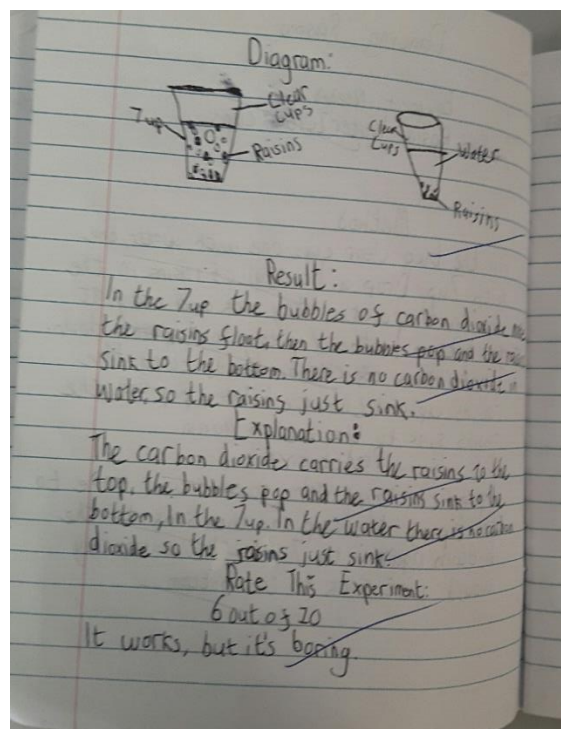 Diagram:
Clear
Cups
7up
Raisins
Clear
Cups
Water
Raisins
Result:
In the 7up the bubbles of carbon dioxide
the raisins float, then the bubbles pop and the
sink to the bottom. There is no carbon dioxide in
Water, so the raisins just sink.
Explanation:
The carbon dioxide carries the raisins to the
top, the bubbles pop and the raisins sink to the
bottom, In the 7up. In the water there is no carbon
dioxide so the raisins just sink.
Rate This Experiment:
6 out of 20
It works, but it's boring.